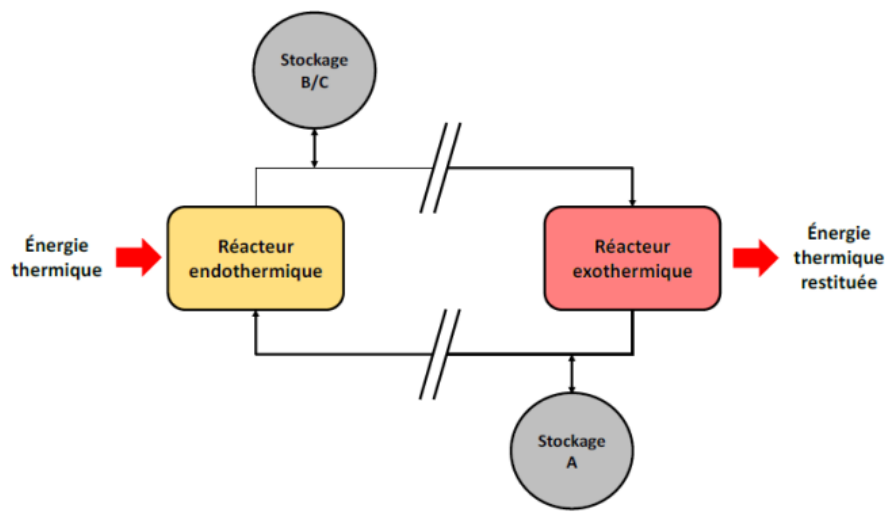 Stockage
B/C
Énergie
thermique
Réacteur
endothermique
Réacteur
exothermique
Énergie
thermique
restituée
Stockage
A